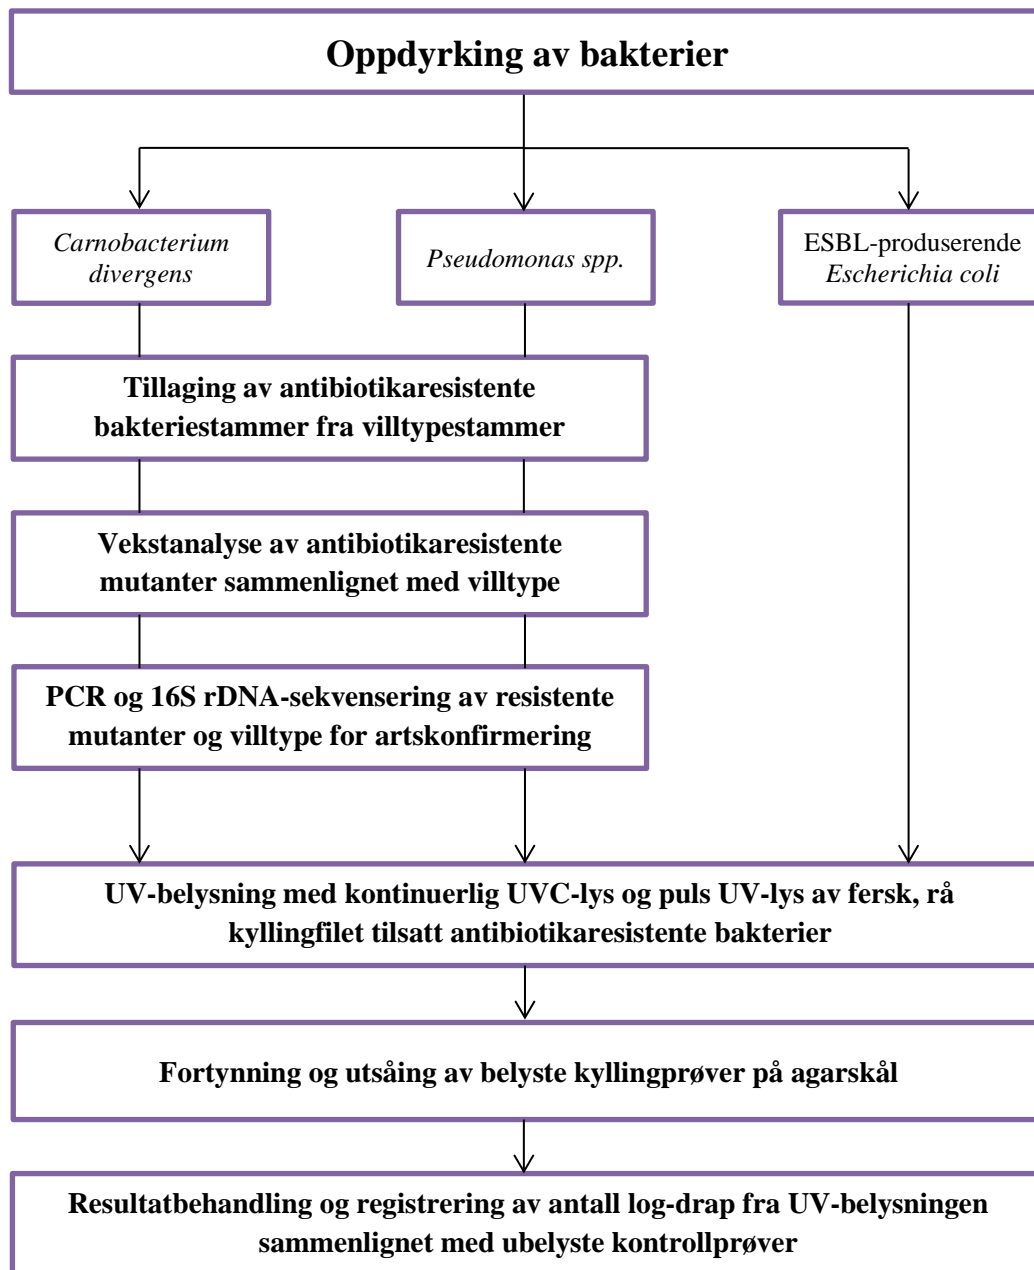 Oppdyrking av bakterier
Carnobacterium
divergens
Pseudomonas spp.
ESBL-produserende
Escherichia coli
Tillaging av antibiotikaresistente
bakteriestammer fra villtypestammer
Vekstanalyse av antibiotikaresistente
mutanter sammenlignet med villtype
PCR og 16S rDNA-sekvensering av resistente
mutanter og villtype for artskonfirmering
UV-belysning med kontinuerlig UVC-lys og puls UV-lys av fersk, rå
kyllingfilet tilsatt antibiotikaresistente bakterier
Fortynning og utsåing av belyste kyllingprøver på agarskål
Resultatbehandling og registrering av antall log-drap fra UV-belysningen
sammenlignet med ubelyste kontrollprøver